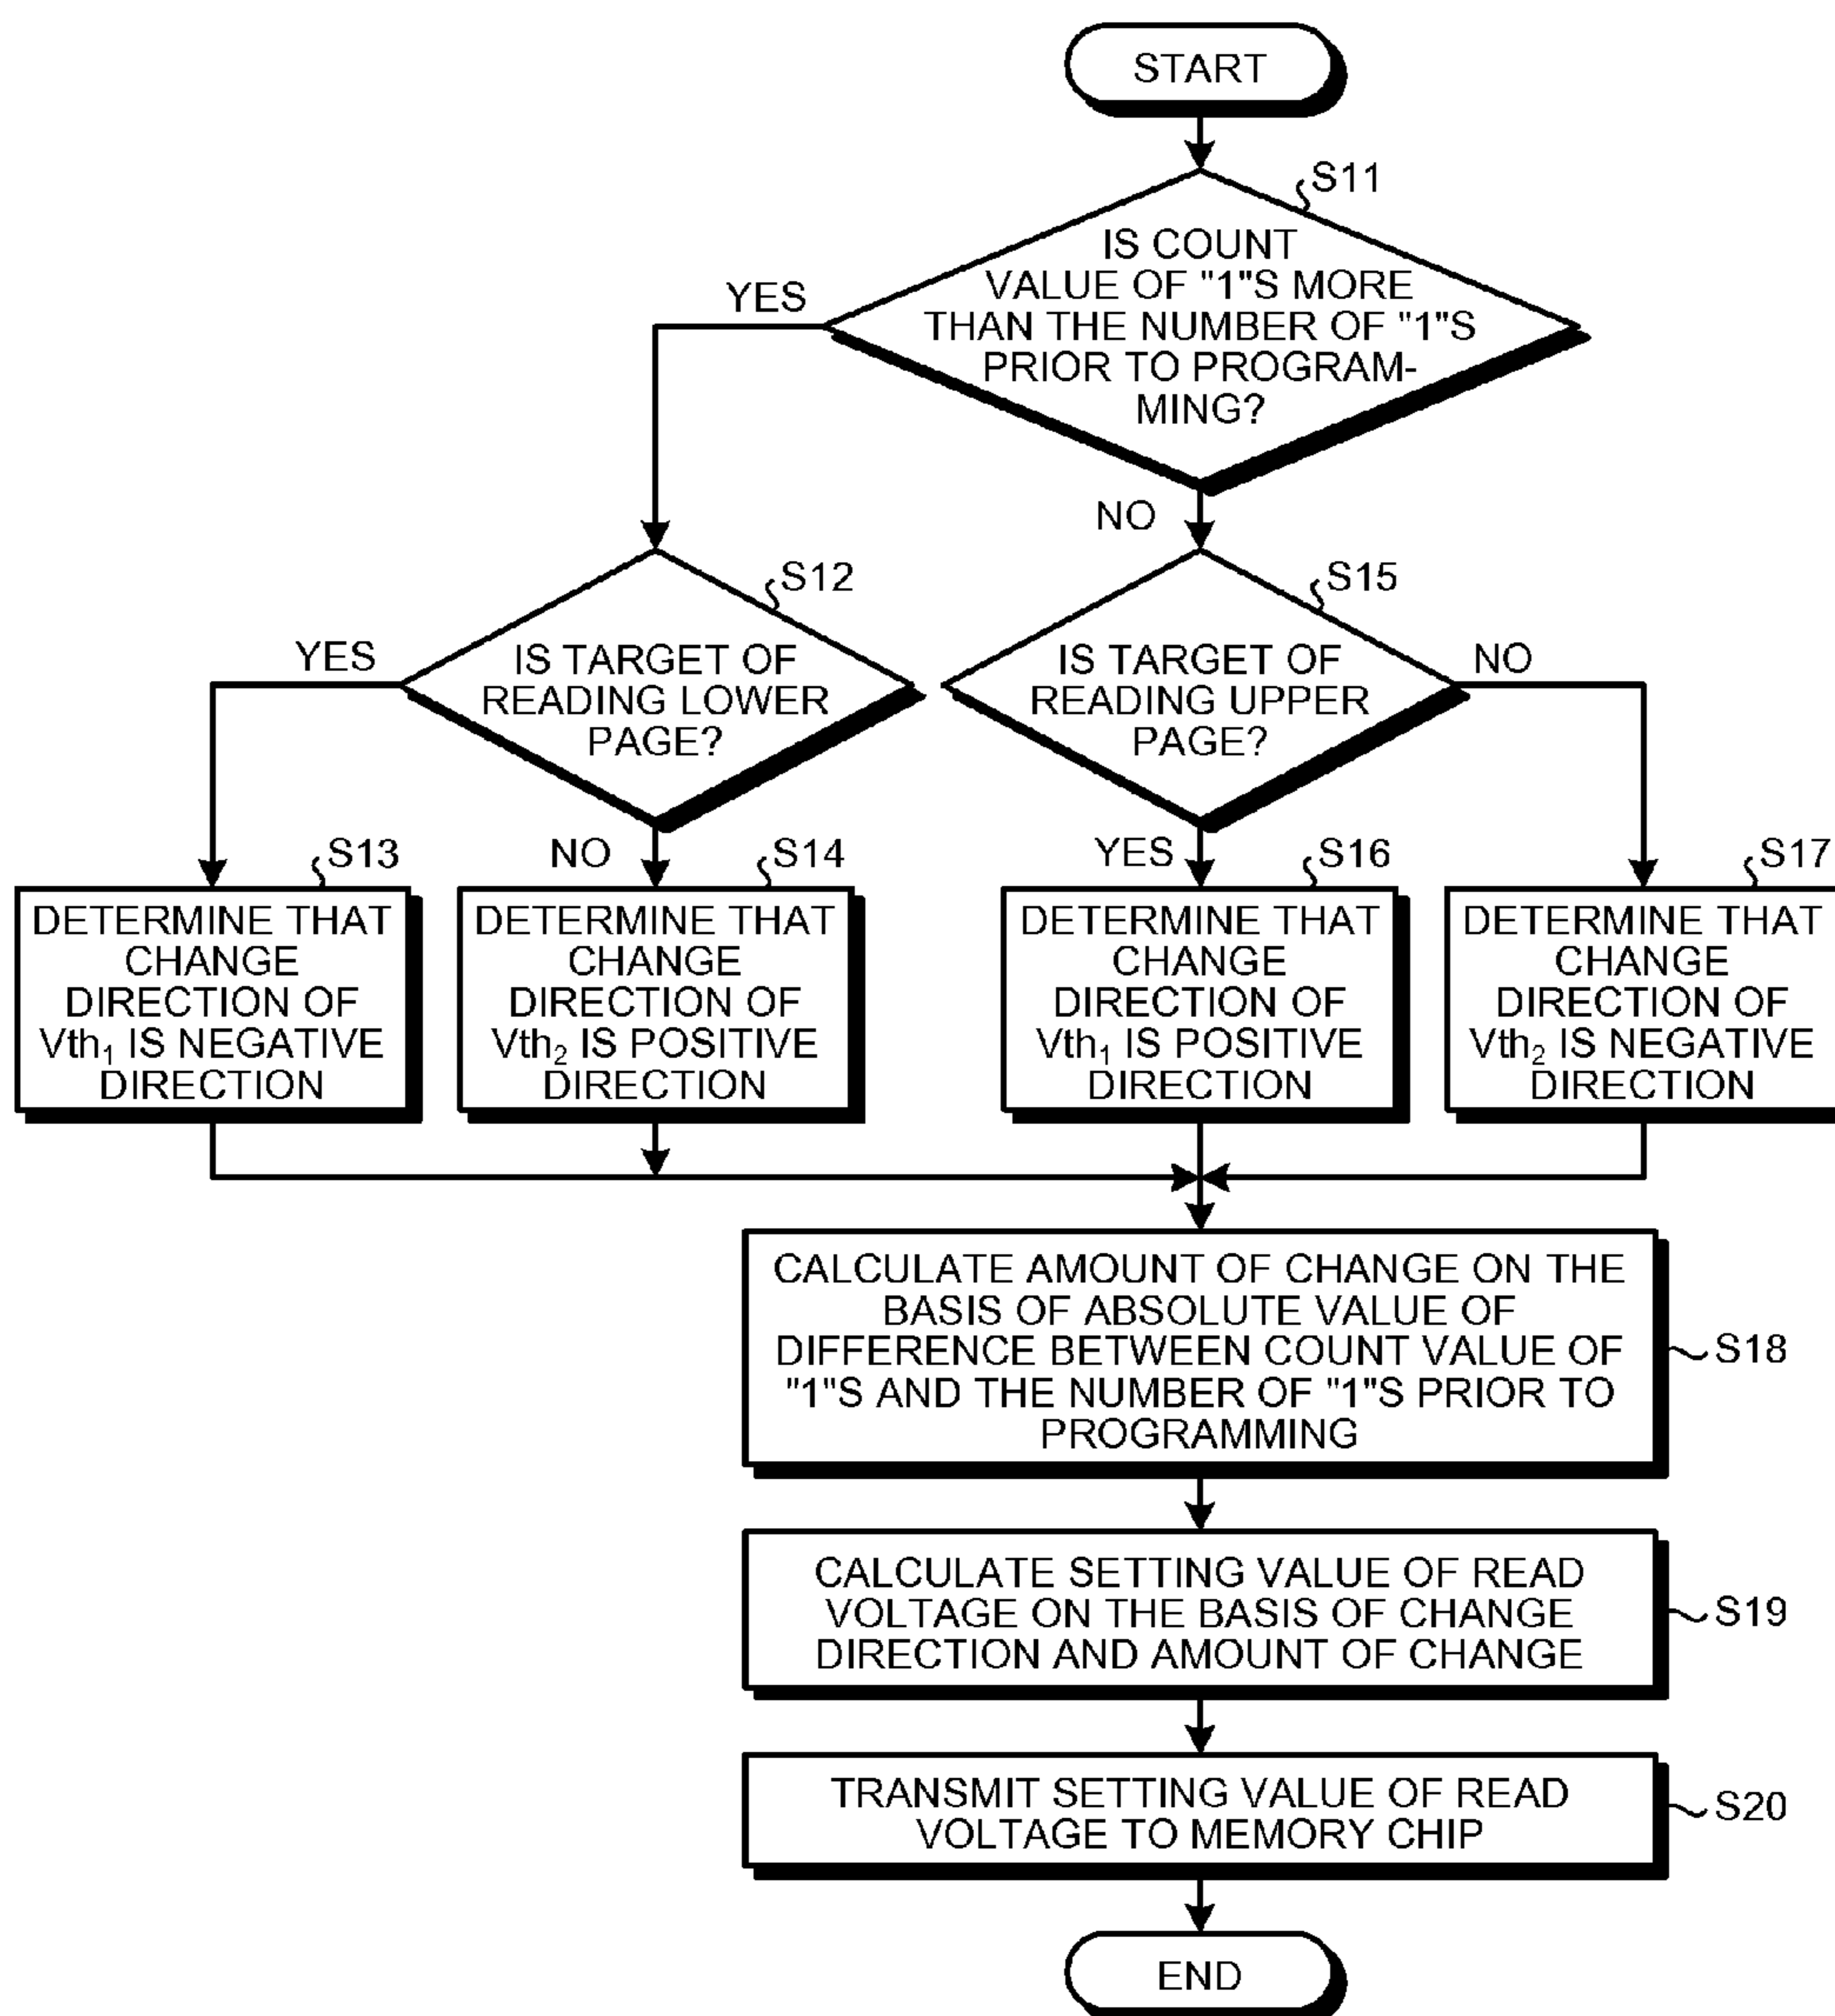 START
S11
IS COUNT
VALUE OF "1"S MORE
THAN THE NUMBER OF "1"S
PRIOR TO PROGRAM-
MING?
YES
NO
S12
IS TARGET OF
READING LOWER
PAGE?
YES
NO
S15
IS TARGET OF
READING UPPER
PAGE?
NO
YES
S13
DETERMINE THAT
CHANGE
DIRECTION OF
Vth₁ IS NEGATIVE
DIRECTION
S14
DETERMINE THAT
CHANGE
DIRECTION OF
Vth₂ IS POSITIVE
DIRECTION
S16
DETERMINE THAT
CHANGE
DIRECTION OF
Vth₁ IS POSITIVE
DIRECTION
S17
DETERMINE THAT
CHANGE
DIRECTION OF
Vth₂ IS NEGATIVE
DIRECTION
CALCULATE AMOUNT OF CHANGE ON THE
BASIS OF ABSOLUTE VALUE OF
DIFFERENCE BETWEEN COUNT VALUE OF
"1"S AND THE NUMBER OF "1"S PRIOR TO
PROGRAMMING
S18
CALCULATE SETTING VALUE OF READ
VOLTAGE ON THE BASIS OF CHANGE
DIRECTION AND AMOUNT OF CHANGE
S19
TRANSMIT SETTING VALUE OF READ
VOLTAGE TO MEMORY CHIP
S20
END